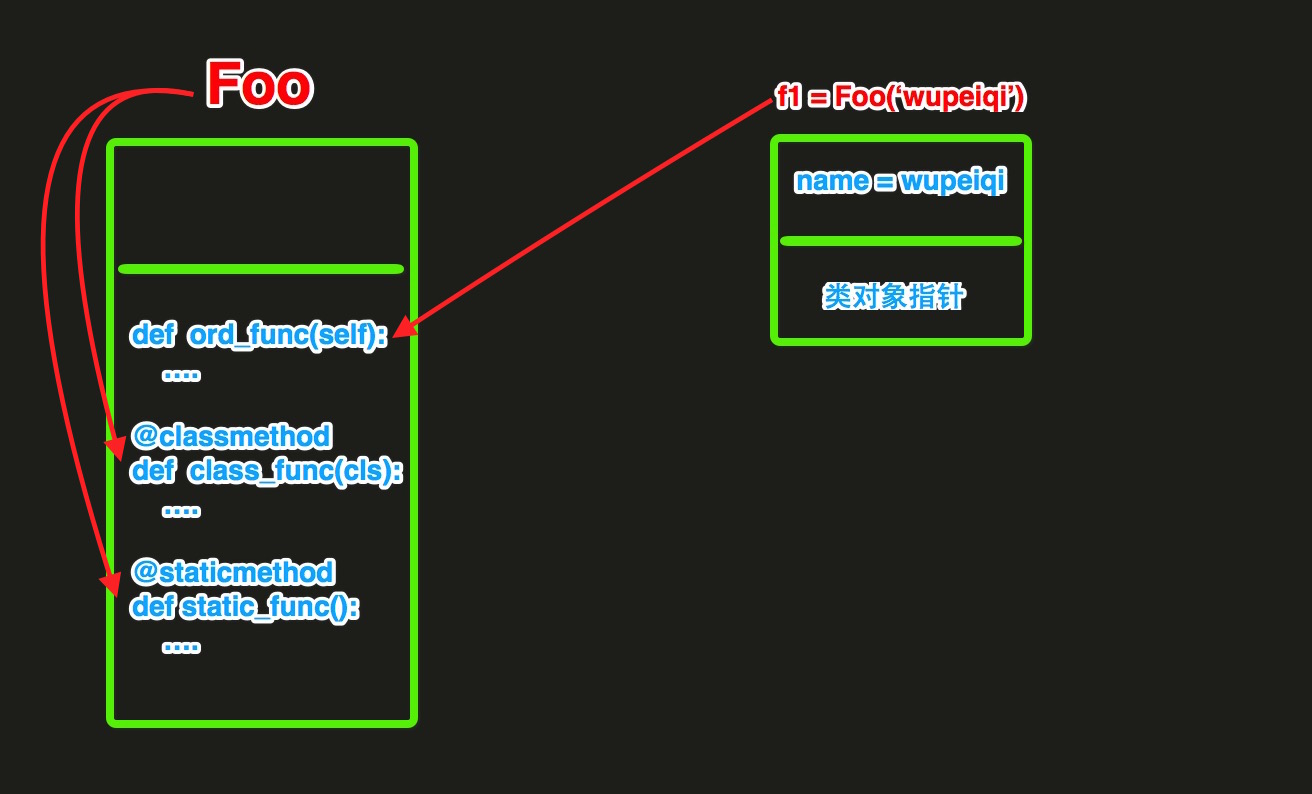 Foo
def ord_func(self):
....
@classmethod
def class_func(cls):
....
@staticmethod
def static_func():
....
f1 = Foo(‘wupeiqi’)
name = wupeiqi
类对象指针